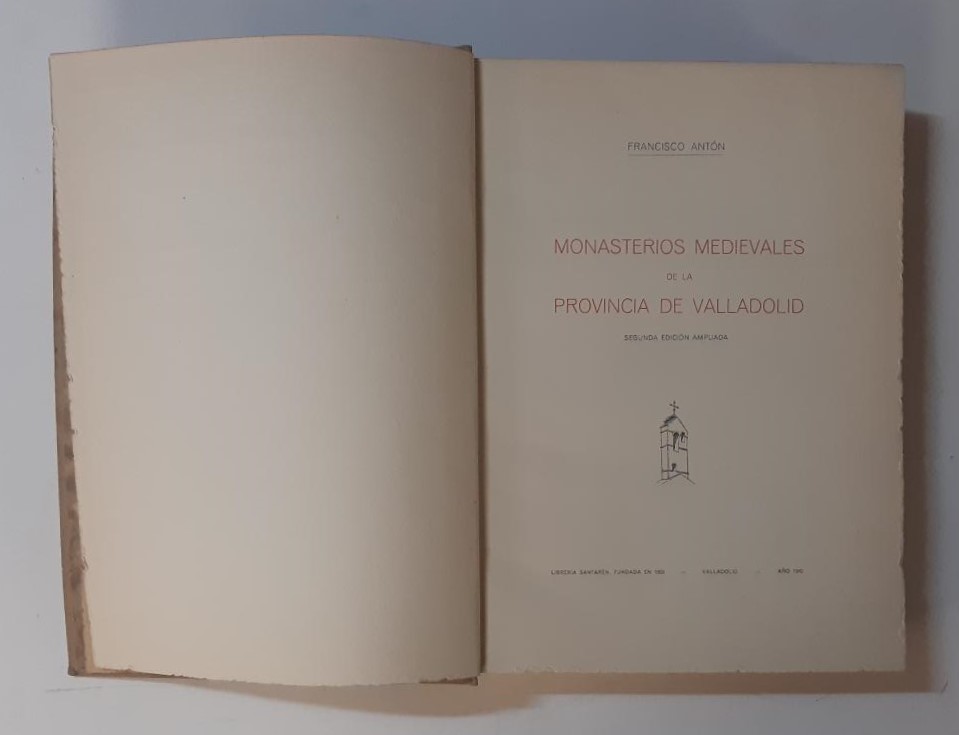 FRANCISCO ANTÓN
MONASTERIOS MEDIEVALES
DE LA
PROVINCIA DE VALLADOLID
SEGUNDA EDICIÓN AMPLIADA
LIBRERÍA SANTARÉN, FUNDADA EN — VALLADOLID — AÑO